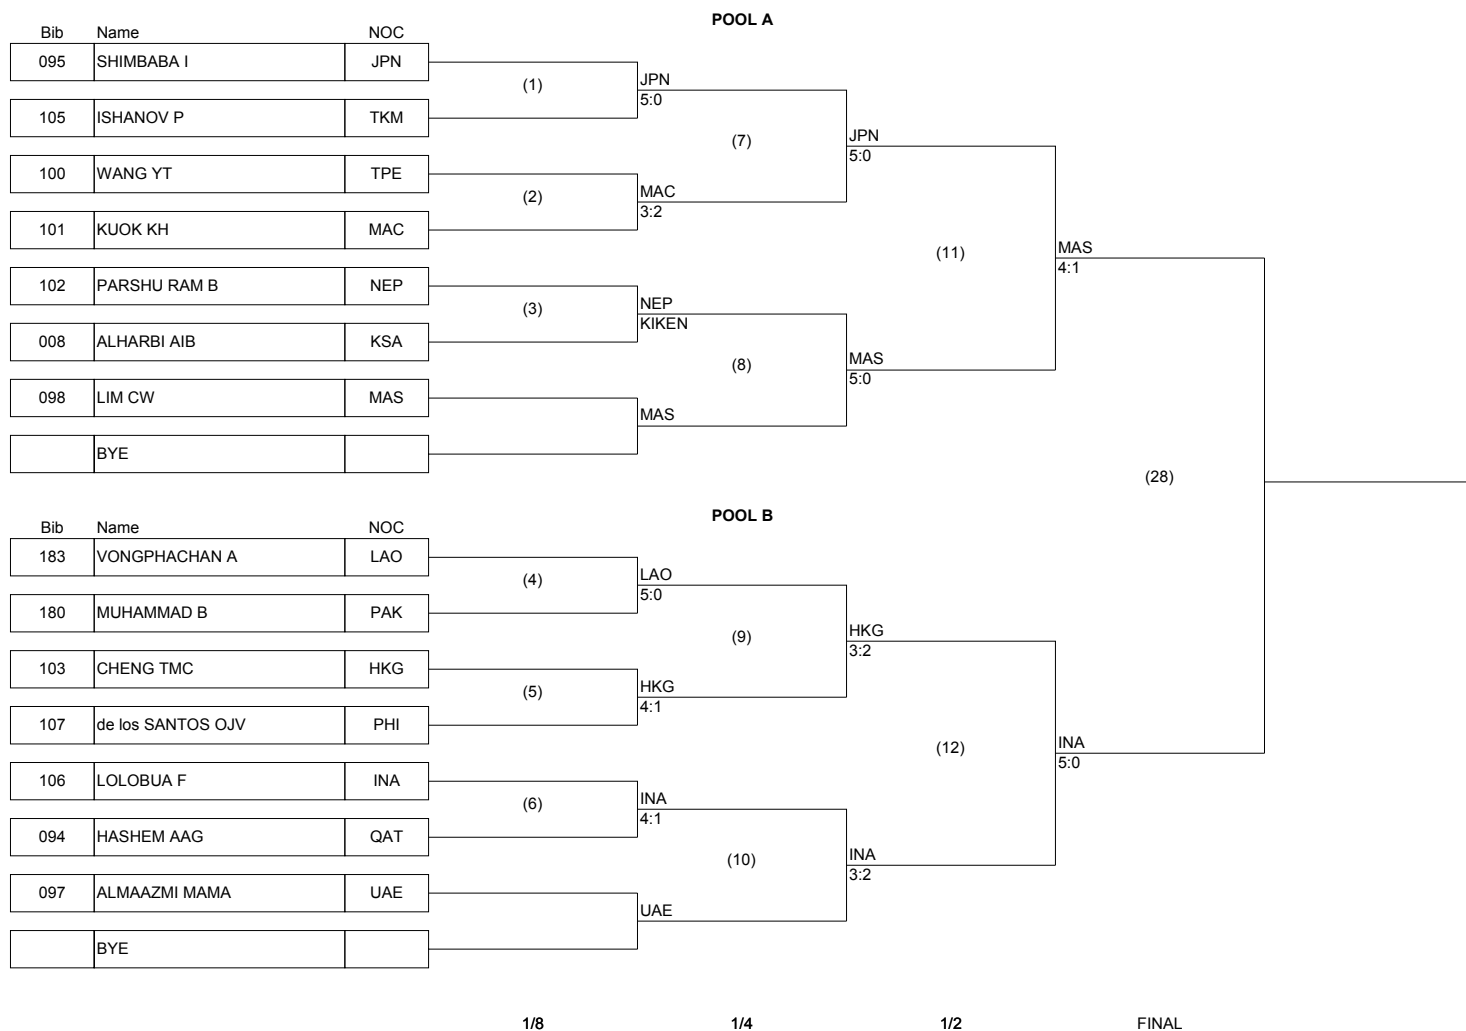 POOL A
Bib Name NOC
095 SHIMBABA I JPN
JPN
(1)
5:0
105 ISHANOV P TKM
(7)
JPN
5:0
100 WANG YT TPE
MAC
(2)
3:2
101 KUOK KH MAC
(11)
MAS
4:1
102 PARSHU RAM B NEP
NEP
(3)
KIKEN
008 ALHARBI AIB KSA
(8)
MAS
5:0
098 LIM CW MAS
MAS
BYE
(28)
POOL B
Bib Name NOC
183 VONGPHACHAN A LAO
LAO
(4)
5:0
180 MUHAMMAD B PAK
(9)
HKG
3:2
103 CHENG TMC HKG
HKG
(5)
4:1
107 de los SANTOS OJV PHI
(12)
INA
5:0
106 LOLOBUA F INA
INA
(6)
4:1
094 HASHEM AAG QAT
(10)
INA
3:2
097 ALMAAZMI MAMA UAE
UAE
BYE
1/8 1/4 1/2 FINAL